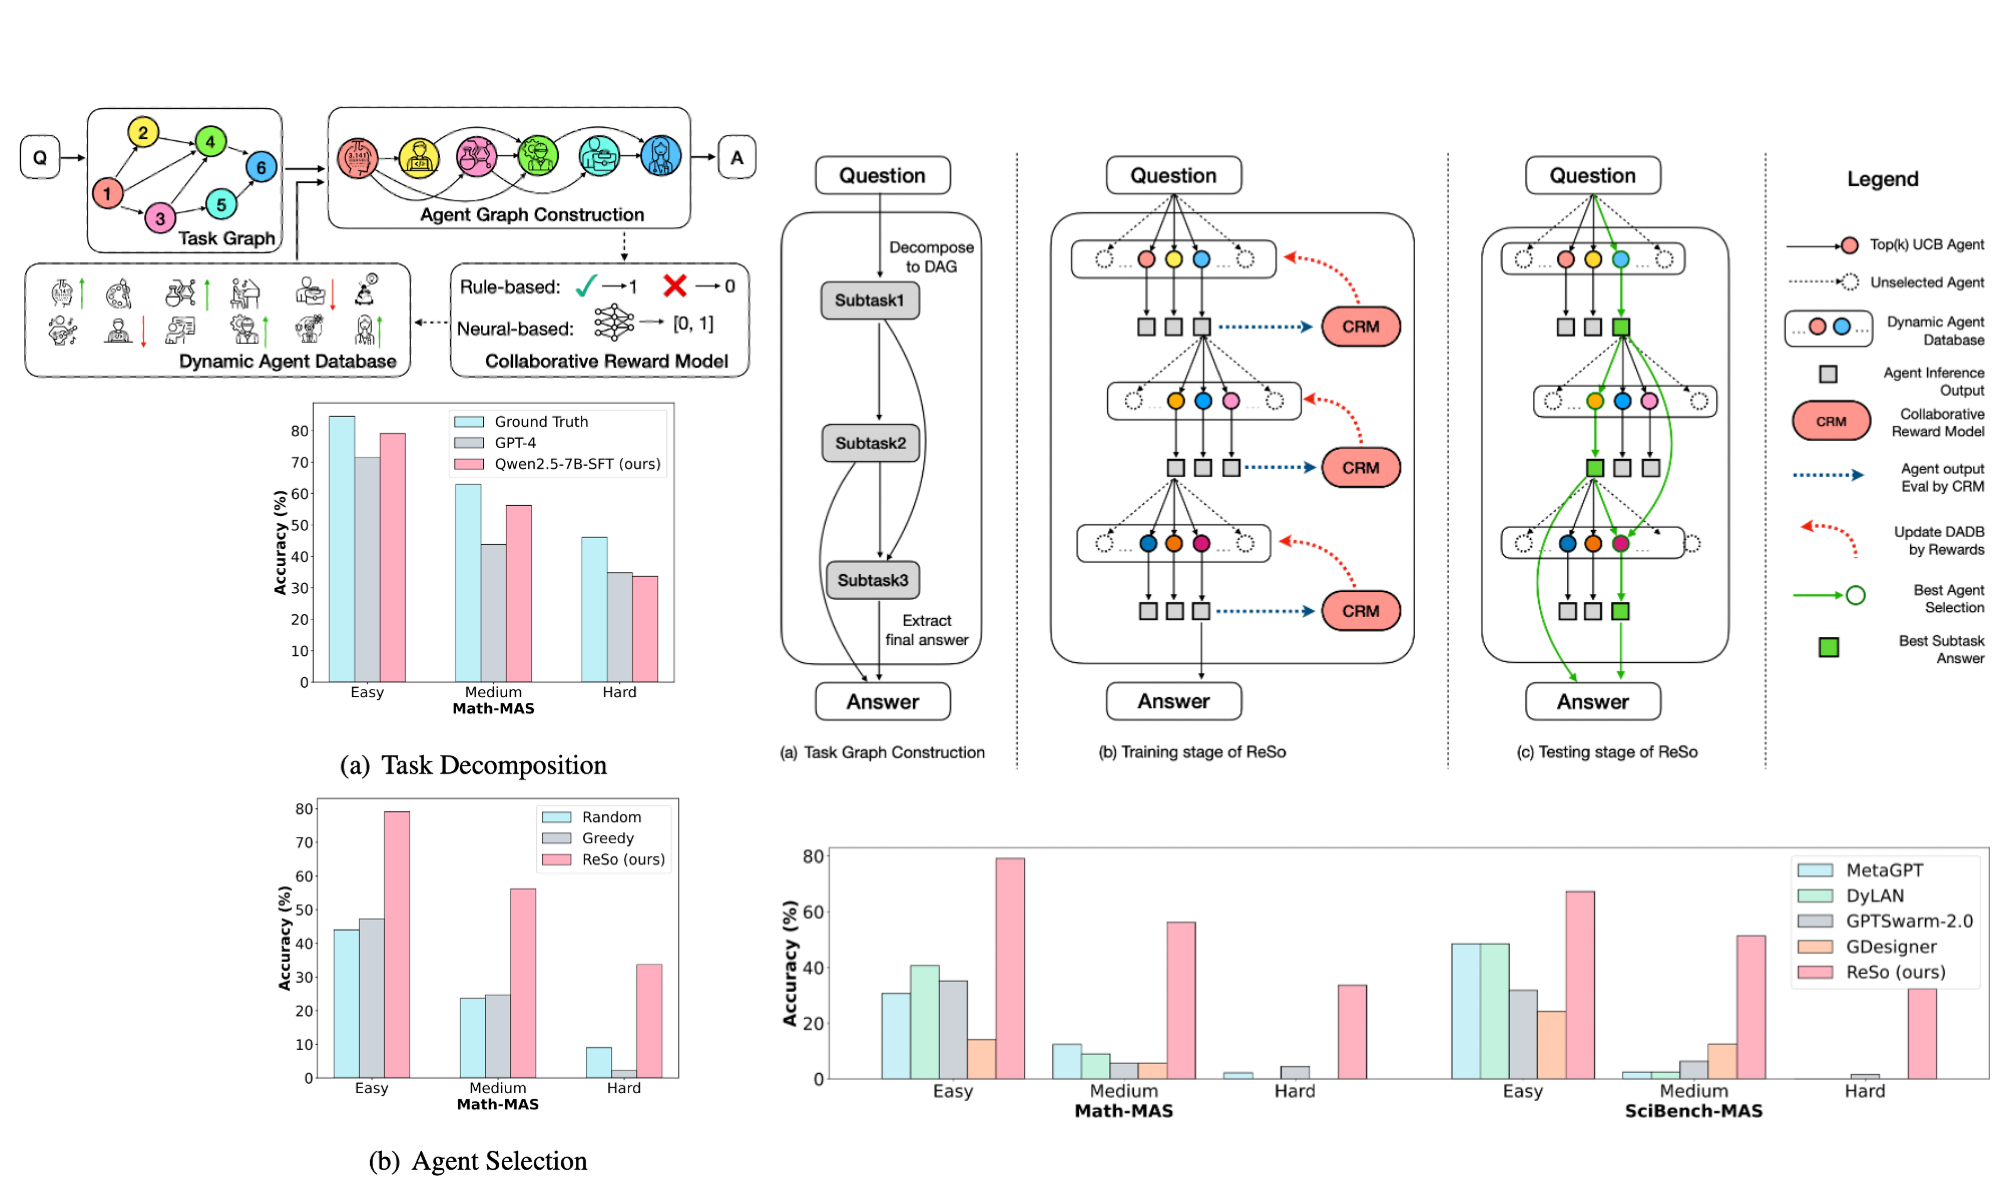 Q
1
2
3
4
5
6
Task Graph
3.141
Agent Graph Construction
A
Dynamic Agent Database
Rule-based: → 1 → 0
Neural-based: → [0, 1]
Collaborative Reward Model
Accuracy (%)
80
70
60
50
40
30
20
10
0
Ground Truth
GPT-4
Qwen2.5-7B-SFT (ours)
Easy
Medium
Hard
Math-MAS
(a) Task Decomposition
Accuracy (%)
80
70
60
50
40
30
20
10
0
Random
Greedy
ReSo (ours)
Easy
Medium
Hard
Math-MAS
(b) Agent Selection
Question
Decompose
to DAG
Subtask1
Subtask2
Subtask3
Extract
final answer
Answer
(a) Task Graph Construction
Question
... ...
CRM
... ...
CRM
... ...
CRM
Answer
(b) Training stage of ReSo
Question
... ...
... ...
... ...
Answer
(c) Testing stage of ReSo
Legend
Top(k) UCB Agent
Unselected Agent
... ...
Dynamic Agent
Database
Agent Inference
Output
CRM
Collaborative
Reward Model
Agent output
Eval by CRM
Update DADB
by Rewards
Best Agent
Selection
Best Subtask
Answer
Accuracy (%)
80
60
40
20
0
MetaGPT
DyLAN
GPTSwarm-2.0
GDesigner
ReSo (ours)
Easy
Medium
Hard
Easy
Medium
Hard
Math-MAS
SciBench-MAS